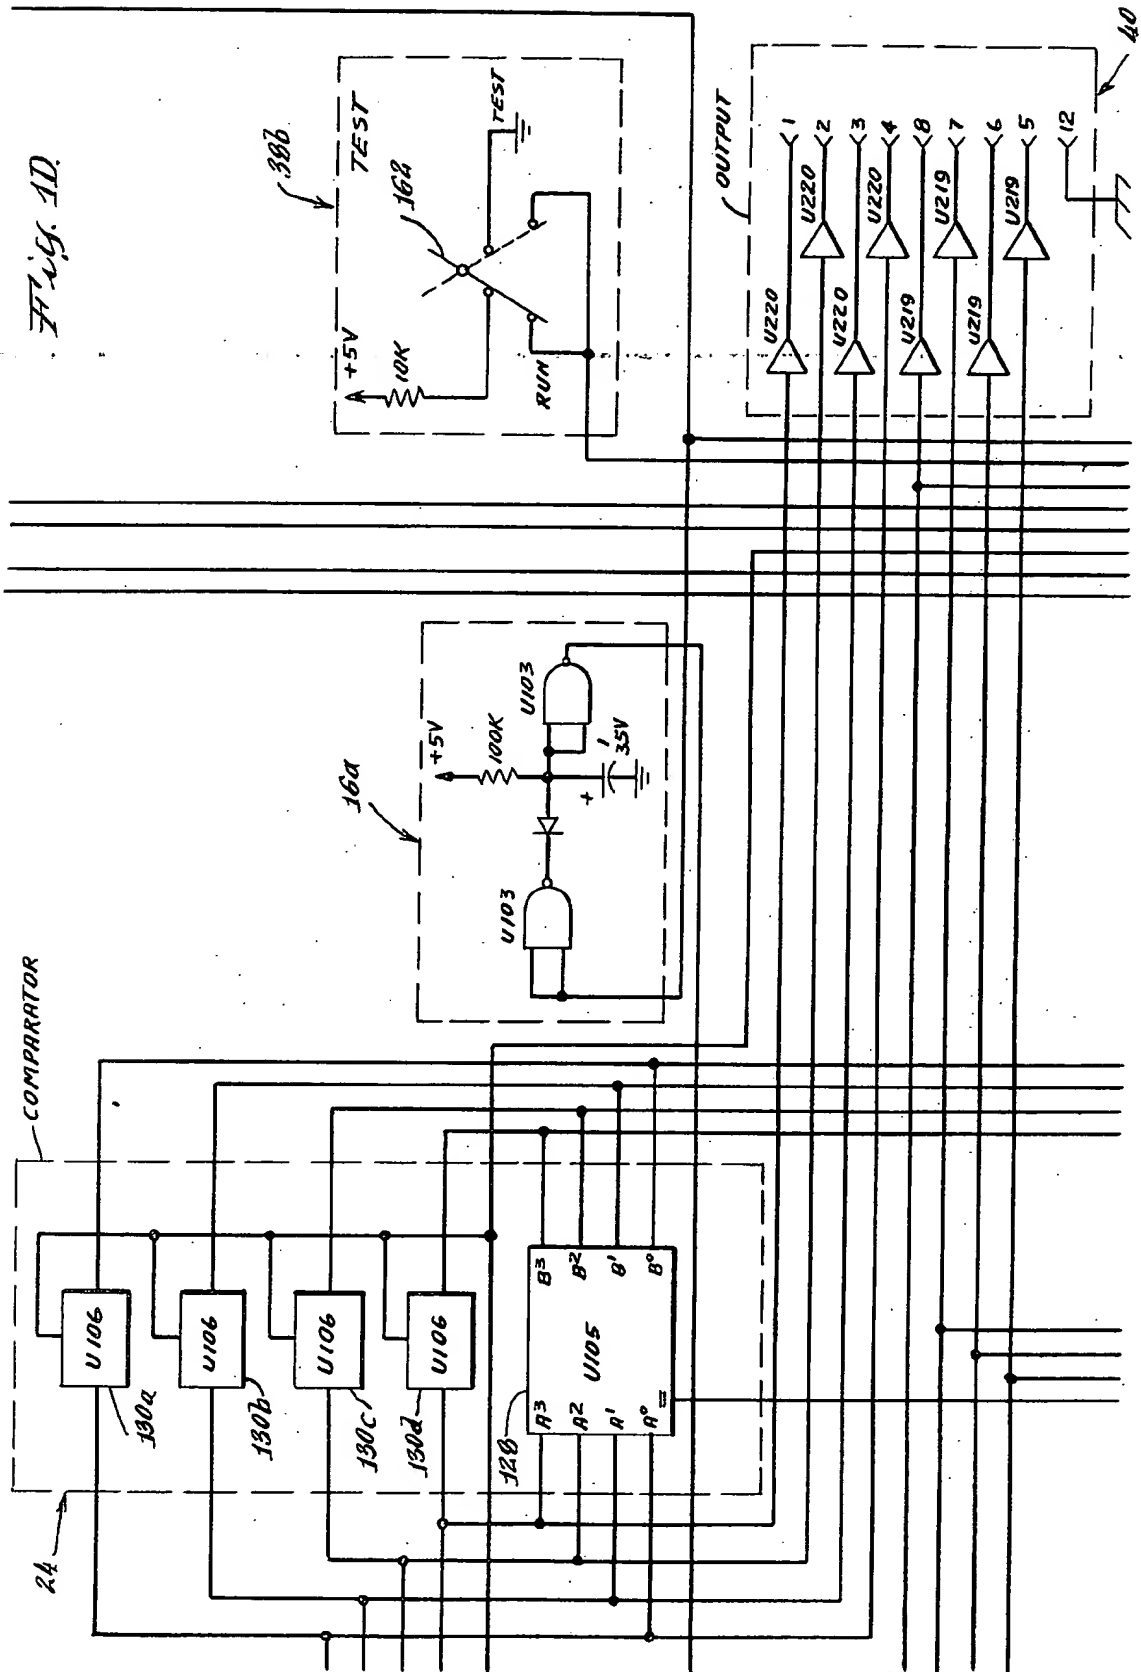 Fig. 1D.
24
COMPARATOR
U106
130a
U106
130b
U106
130c
U106
130d
128
U105
A3
A2
A1
A0
=
B3
B2
B1
B0
16a
+5V
100K
U103
U103
+
1
35V
38b
TEST
162
+5V
10K
RUN
TEST
OUTPUT
U220
1
U220
2
U220
3
U220
4
U219
8
U219
7
U219
6
U219
5
12
40